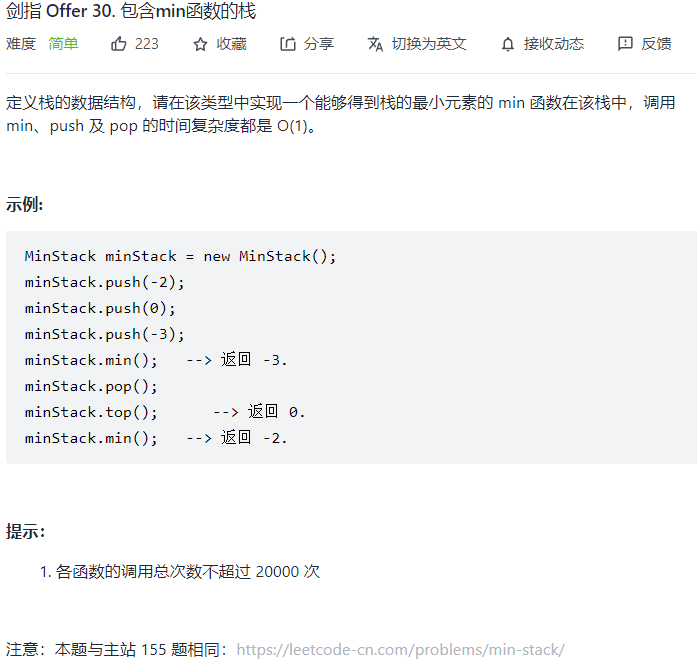 剑指 Offer 30. 包含min函数的栈
难度 简单 223 收藏 分享 切换为英文 接收动态 反馈
定义栈的数据结构，请在该类型中实现一个能够得到栈的最小元素的 min 函数在该栈中，调用
min、push 及 pop 的时间复杂度都是 O(1)。
示例:
MinStack minStack = new MinStack();
minStack.push(-2);
minStack.push(0);
minStack.push(-3);
minStack.min();   --> 返回 -3.
minStack.pop();
minStack.top();      --> 返回 0.
minStack.min();   --> 返回 -2.
提示：
1. 各函数的调用总次数不超过 20000 次
注意：本题与主站 155 题相同：https://leetcode-cn.com/problems/min-stack/